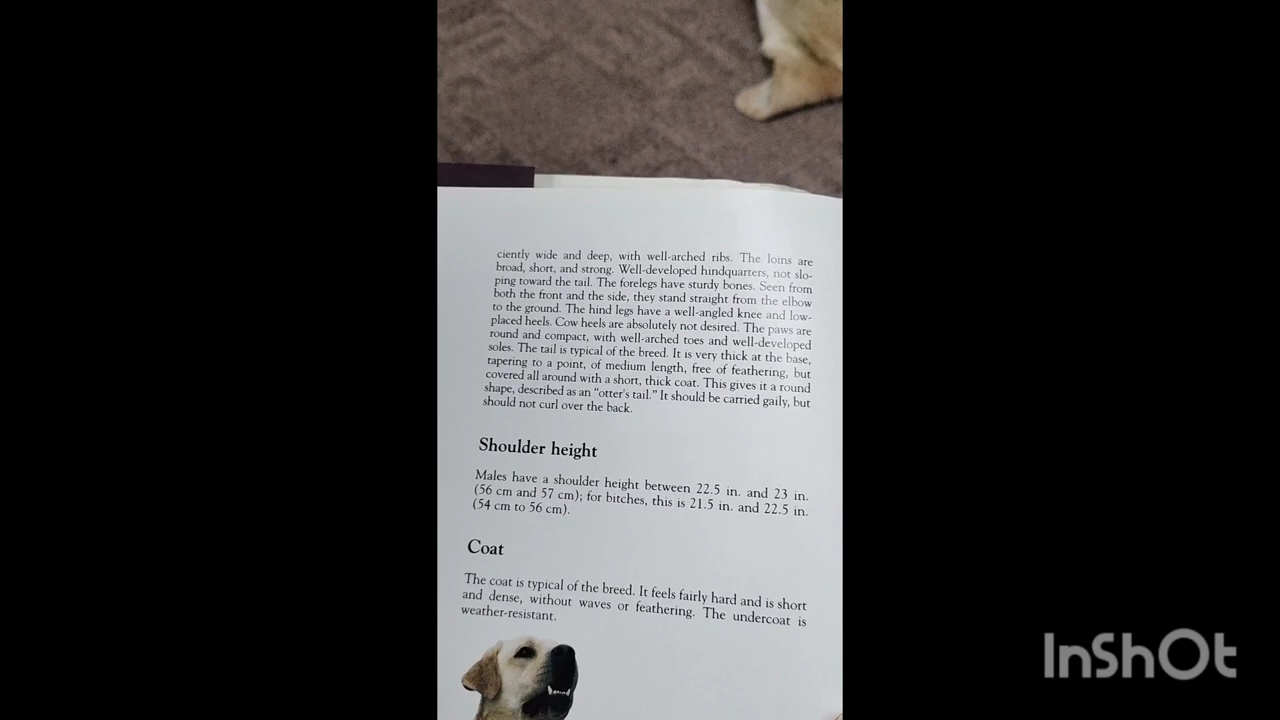 ciently wide and deep, with well-arched ribs. The loins are
broad, short, and strong. Well-developed hindquarters, not slo-
ping toward the tail. The forelegs have sturdy bones. Seen from
both the front and the side, they stand straight from the elbow
to the ground. The hind legs have a well-angled knee and low-
placed heels. Cow heels are absolutely not desired. The paws are
round and compact, with well-arched toes and well-developed
soles. The tail is typical of the breed. It is very thick at the base,
tapering to a point, of medium length, free of feathering, but
covered all around with a short, thick coat. This gives it a round
shape, described as an "otter's tail." It should be carried gaily, but
should not curl over the back.
Shoulder height
Males have a shoulder height between 22.5 in. and 23 in.
(56 cm and 57 cm); for bitches, this is 21.5 in. and 22.5 in.
(54 cm to 56 cm).
Coat
The coat is typical of the breed. It feels fairly hard and is short
and dense, without waves or feathering. The undercoat is
weather-resistant.
InShOt